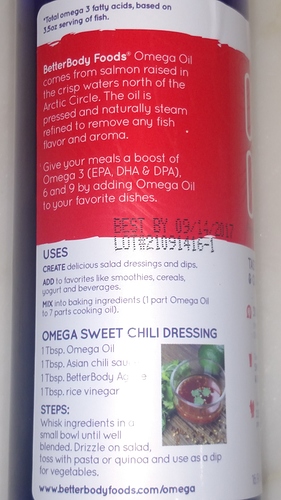 *Total omega 3 fatty acids, based on
3.5oz serving of fish.
BetterBody Foods® Omega Oil
comes from salmon raised in
the crisp waters north of the
Arctic Circle. The oil is
pressed and naturally steam
refined to remove any fish
flavor and aroma.
Give your meals a boost of
Omega 3 (EPA, DHA & DPA),
6 and 9 by adding Omega Oil
to your favorite dishes.
BEST BY 09/14/2017
LOT#21091416-1
USES
CREATE delicious salad dressings and dips,
ADD to favorites like smoothies, cereals,
yogurt and beverages.
MIX into baking ingredients (1 part Omega Oil
to 7 parts cooking oil).
OMEGA SWEET CHILI DRESSING
1 Tbsp. Omega Oil
1 Tbsp. Asian chili
1 Tbsp. BetterBody
1 Tbsp. rice vinegar
STEPS:
Whisk ingredients in a
small bowl until well
blended. Drizzle on salad,
toss with pasta or quinoa and use as a dip
for vegetables.
www.betterbodyfoods.com/omega